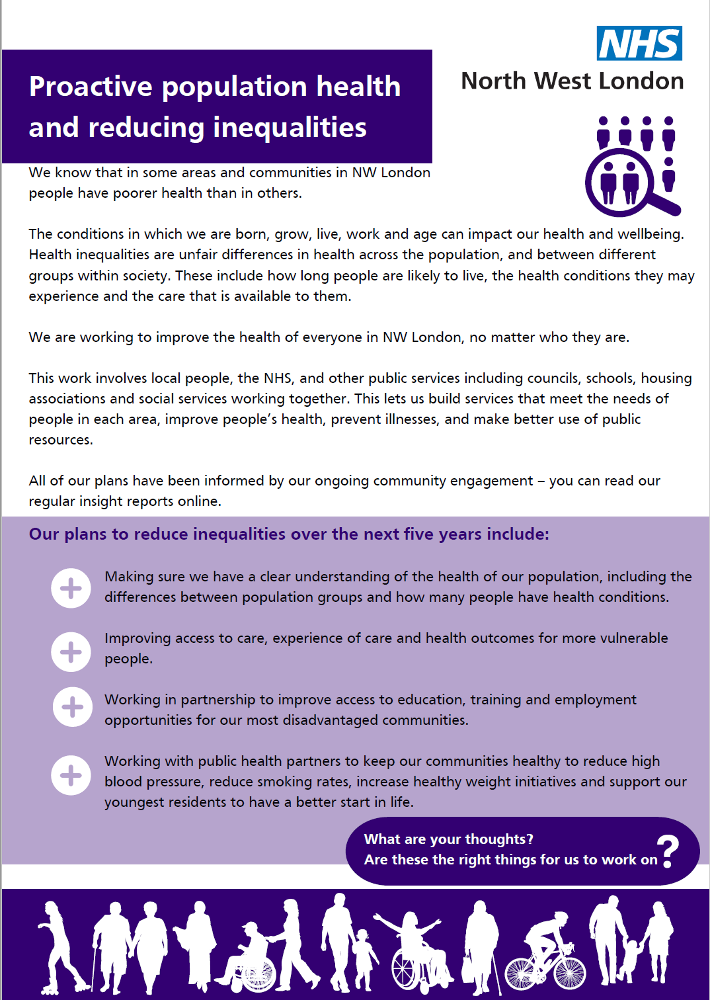 NHS
North West London
Proactive population health
and reducing inequalities
We know that in some areas and communities in NW London
people have poorer health than in others.
The conditions in which we are born, grow, live, work and age can impact our health and wellbeing.
Health inequalities are unfair differences in health across the population, and between different
groups within society. These include how long people are likely to live, the health conditions they may
experience and the care that is available to them.
We are working to improve the health of everyone in NW London, no matter who they are.
This work involves local people, the NHS, and other public services including councils, schools, housing
associations and social services working together. This lets us build services that meet the needs of
people in each area, improve people’s health, prevent illnesses, and make better use of public
resources.
All of our plans have been informed by our ongoing community engagement – you can read our
regular insight reports online.
Our plans to reduce inequalities over the next five years include:
Making sure we have a clear understanding of the health of our population, including the
differences between population groups and how many people have health conditions.
Improving access to care, experience of care and health outcomes for more vulnerable
people.
Working in partnership to improve access to education, training and employment
opportunities for our most disadvantaged communities.
Working with public health partners to keep our communities healthy to reduce high
blood pressure, reduce smoking rates, increase healthy weight initiatives and support our
youngest residents to have a better start in life.
What are your thoughts?
Are these the right things for us to work on?